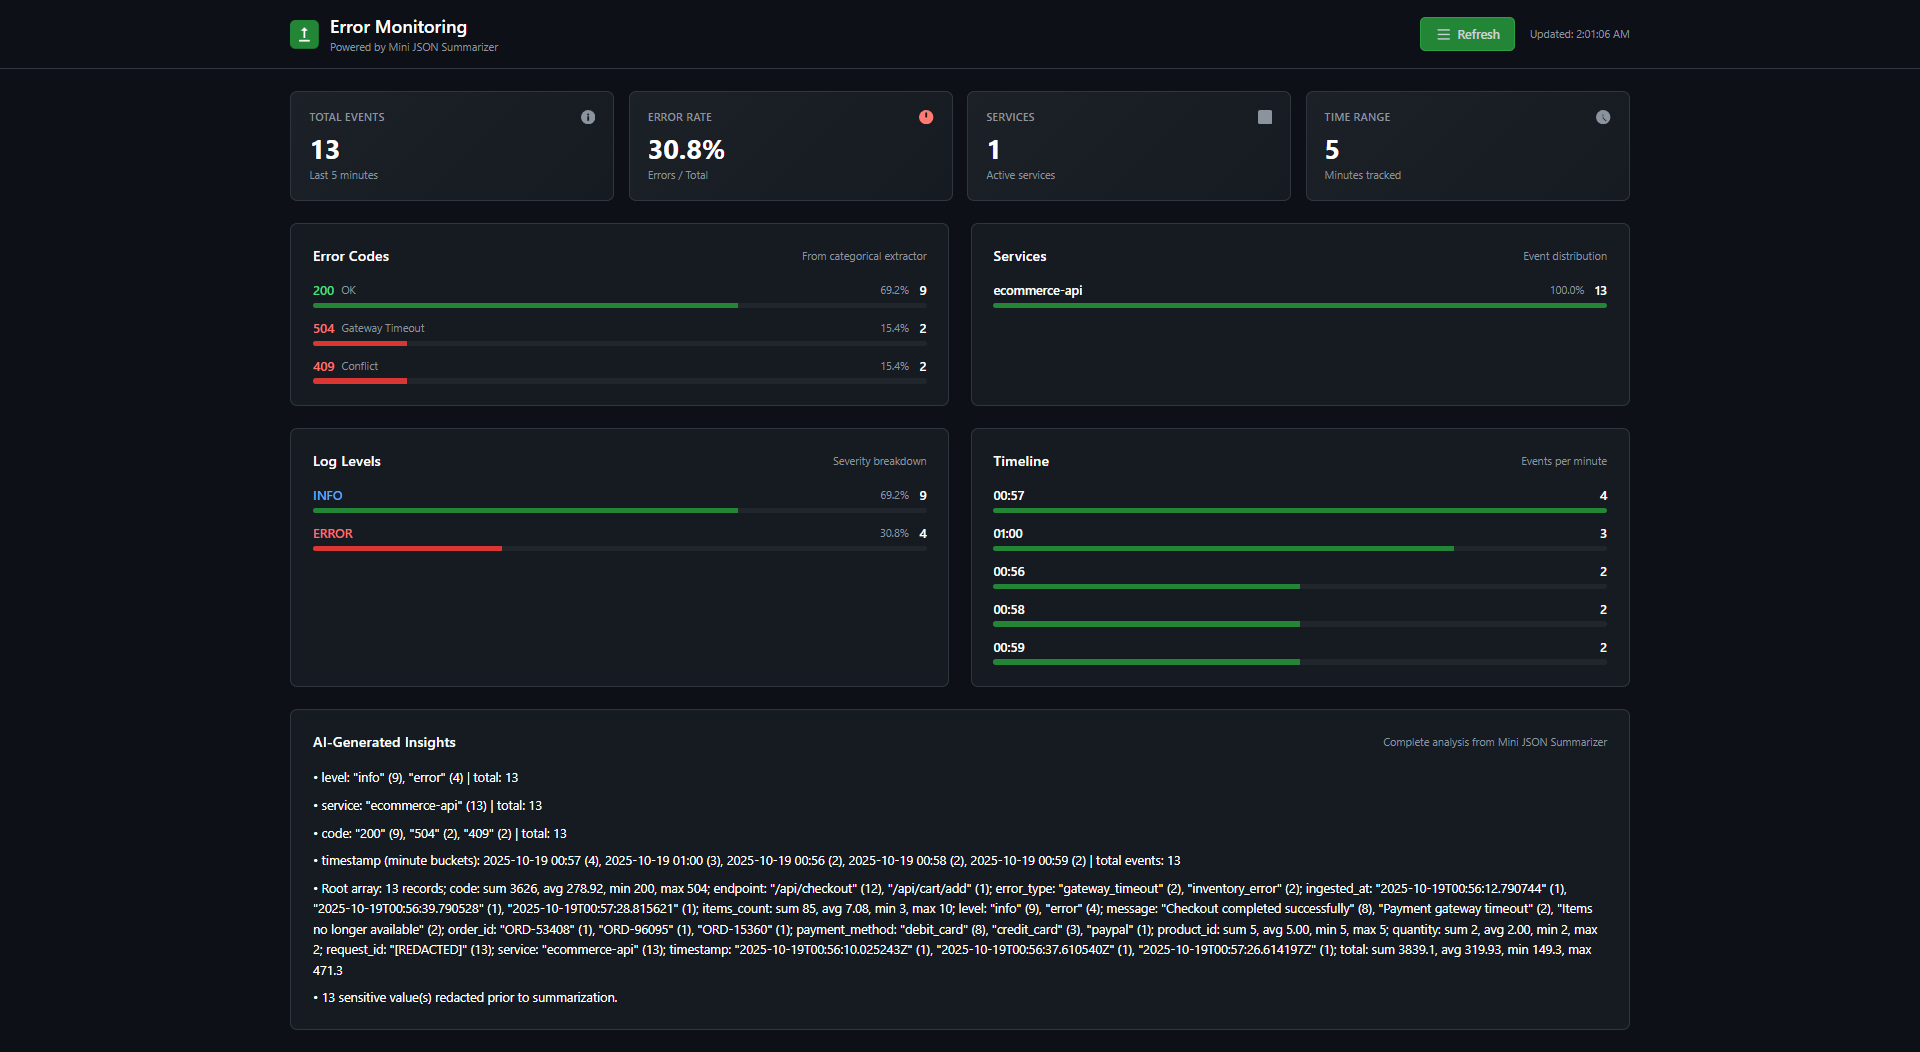 Error Monitoring
Powered by Mini JSON Summarizer
Refresh
Updated: 2:01:06 AM
TOTAL EVENTS
13
Last 5 minutes
ERROR RATE
30.8%
Errors / Total
SERVICES
1
Active services
TIME RANGE
5
Minutes tracked
Error Codes
From categorical extractor
200 OK 69.2% 9
504 Gateway Timeout 15.4% 2
409 Conflict 15.4% 2
Services
Event distribution
ecommerce-api 100.0% 13
Log Levels
Severity breakdown
INFO 69.2% 9
ERROR 30.8% 4
Timeline
Events per minute
00:57 4
01:00 3
00:56 2
00:58 2
00:59 2
AI-Generated Insights
Complete analysis from Mini JSON Summarizer
• level: "info" (9), "error" (4) | total: 13
• service: "ecommerce-api" (13) | total: 13
• code: "200" (9), "504" (2), "409" (2) | total: 13
• timestamp (minute buckets): 2025-10-19 00:57 (4), 2025-10-19 01:00 (3), 2025-10-19 00:56 (2), 2025-10-19 00:58 (2), 2025-10-19 00:59 (2) | total events: 13
• Root array: 13 records; code: sum 3626, avg 278.92, min 200, max 504; endpoint: "/api/checkout" (12), "/api/cart/add" (1); error_type: "gateway_timeout" (2), "inventory_error" (2); ingested_at: "2025-10-19T00:56:12.790744" (1),
"2025-10-19T00:56:39.790528" (1), "2025-10-19T00:57:28.815621" (1); items_count: sum 85, avg 7.08, min 3, max 10; level: "info" (9), "error" (4); message: "Checkout completed successfully" (8), "Payment gateway timeout" (2), "Items
no longer available" (2); order_id: "ORD-53408" (1), "ORD-96095" (1), "ORD-15360" (1); payment_method: "debit_card" (8), "credit_card" (3), "paypal" (1); product_id: sum 5, avg 5.00, min 5, max 5; quantity: sum 2, avg 2.00, min 2, max
2; request_id: "[REDACTED]" (13); service: "ecommerce-api" (13); timestamp: "2025-10-19T00:56:10.025243Z" (1), "2025-10-19T00:56:37.610540Z" (1), "2025-10-19T00:57:26.614197Z" (1); total: sum 3839.1, avg 319.93, min 149.3, max
471.3
• 13 sensitive value(s) redacted prior to summarization.